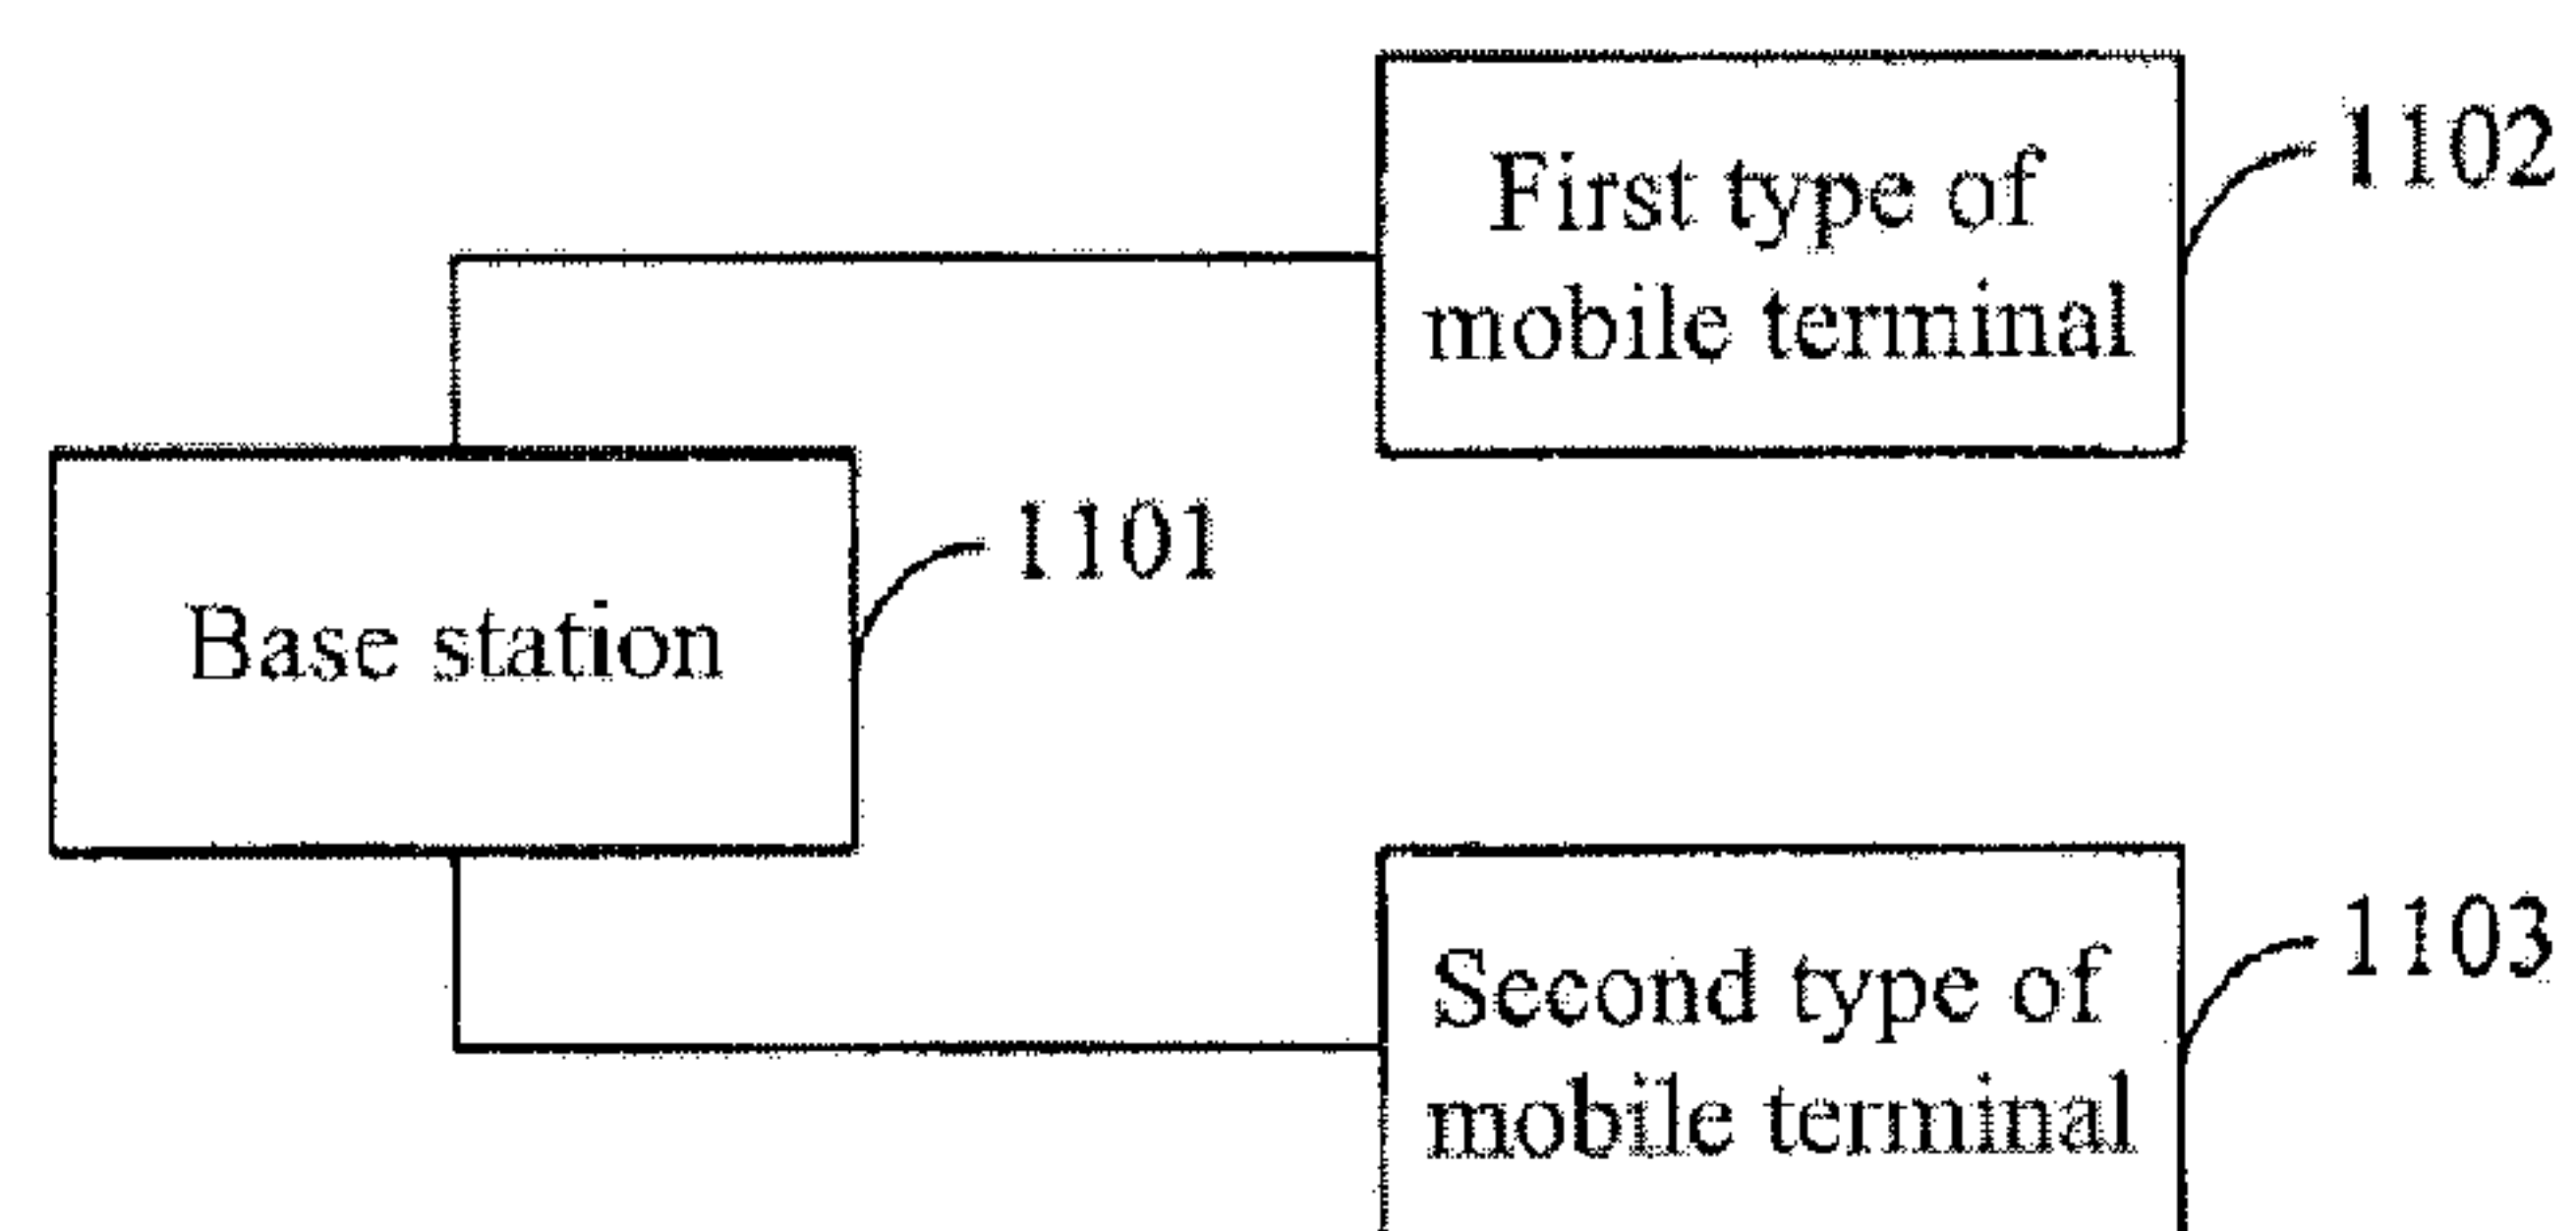 1102
First type of
mobile terminal
1101
Base station
1103
Second type of
mobile terminal